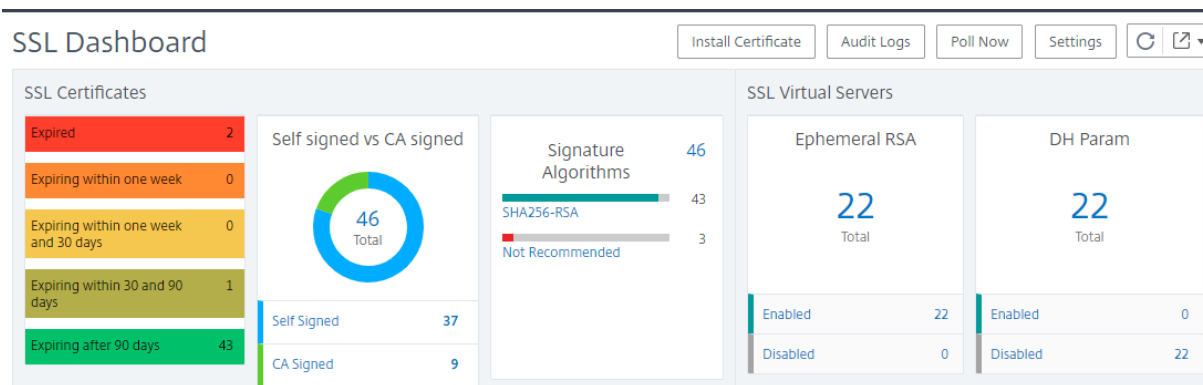 SSL Dashboard
Install Certificate
Audit Logs
Poll Now
Settings
SSL Certificates
Expired 2
Expiring within one week 0
Expiring within one week
and 30 days 0
Expiring within 30 and 90
days 1
Expiring after 90 days 43
Self signed vs CA signed
46
Total
Self Signed 37
CA Signed 9
Signature
Algorithms 46
43
SHA256-RSA
3
Not Recommended
SSL Virtual Servers
Ephemeral RSA
22
Total
Enabled 22
Disabled 0
DH Param
22
Total
Enabled 0
Disabled 22